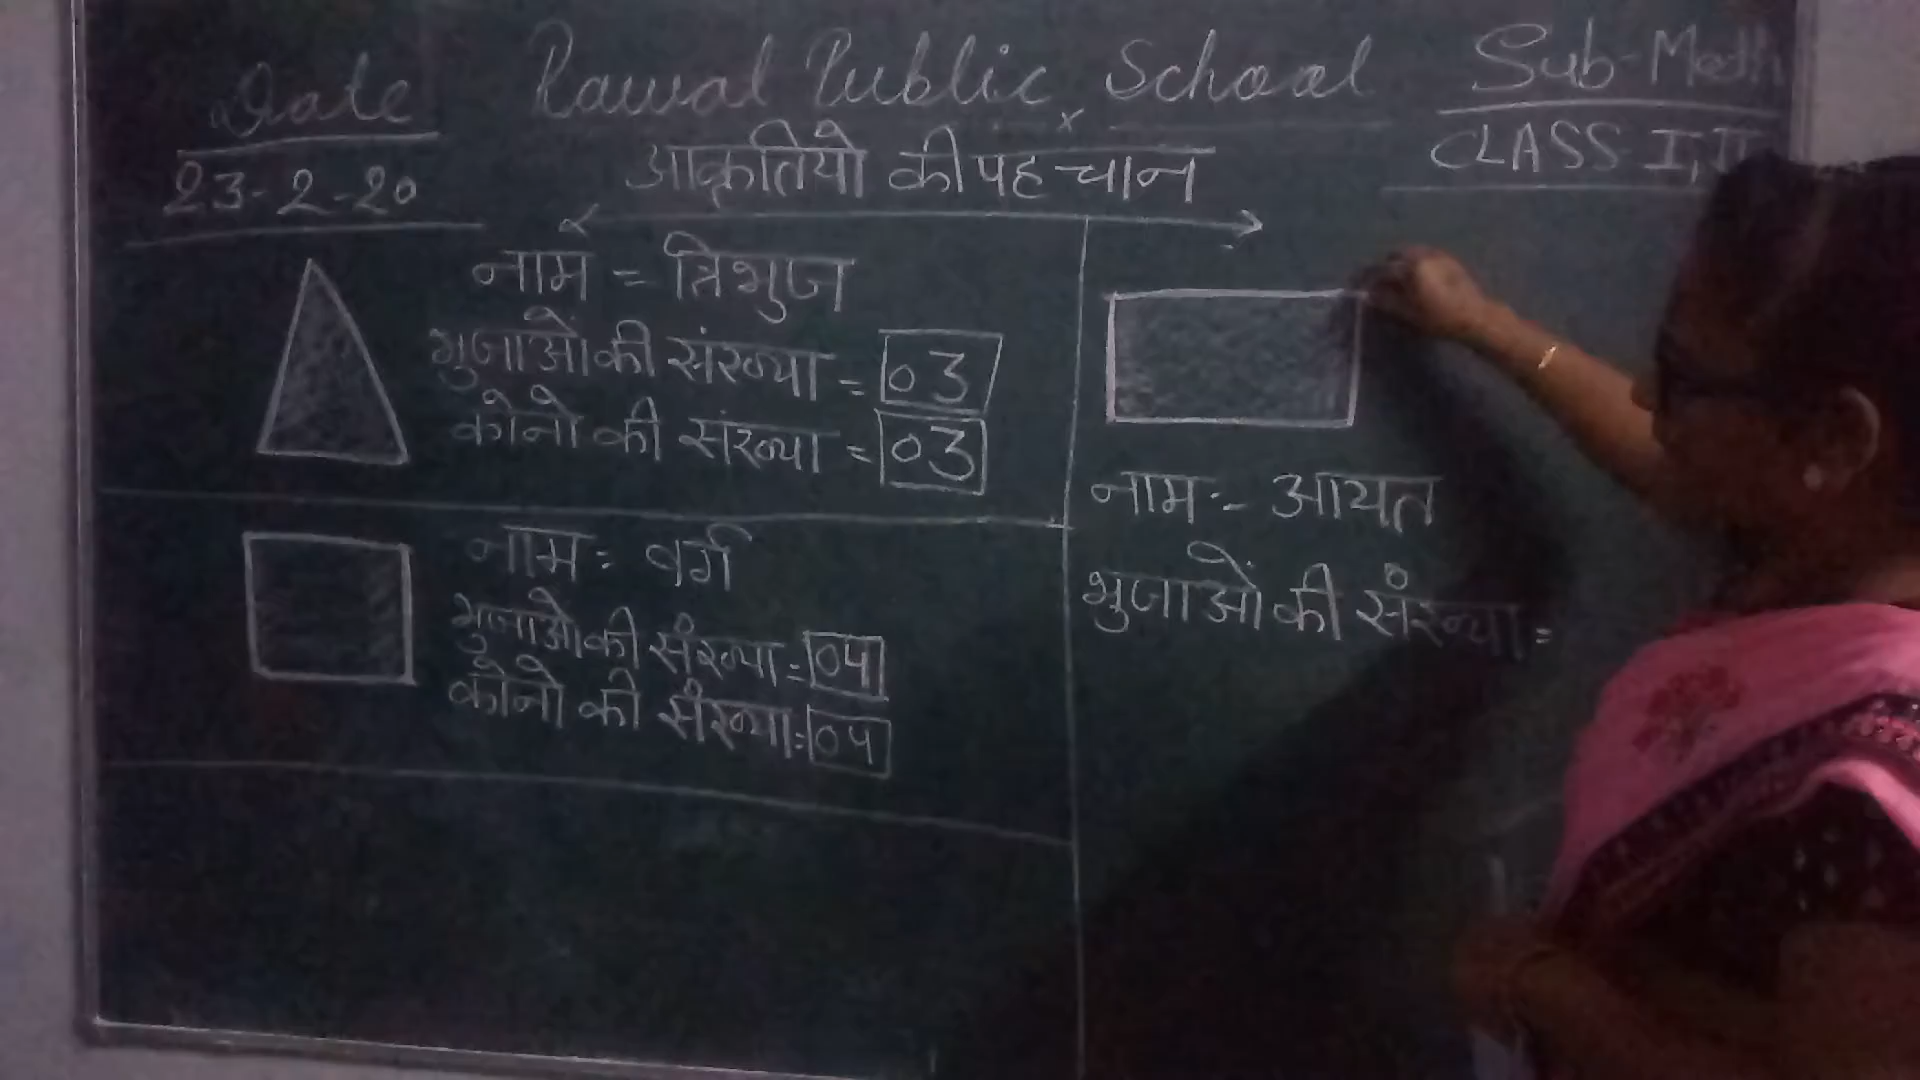 Date
23-2-20
Rawal Public School
Sub-Math
CLASS I, II
आकृतियो की पहचान
नाम = त्रिभुज
भुजाओं की संख्या = 03
कोनो की संख्या = 03
नाम = वर्ग
भुजाओ की संख्या = 04
कोनो की संख्या = 04
नाम :- आयत
भुजाओं की संख्या =